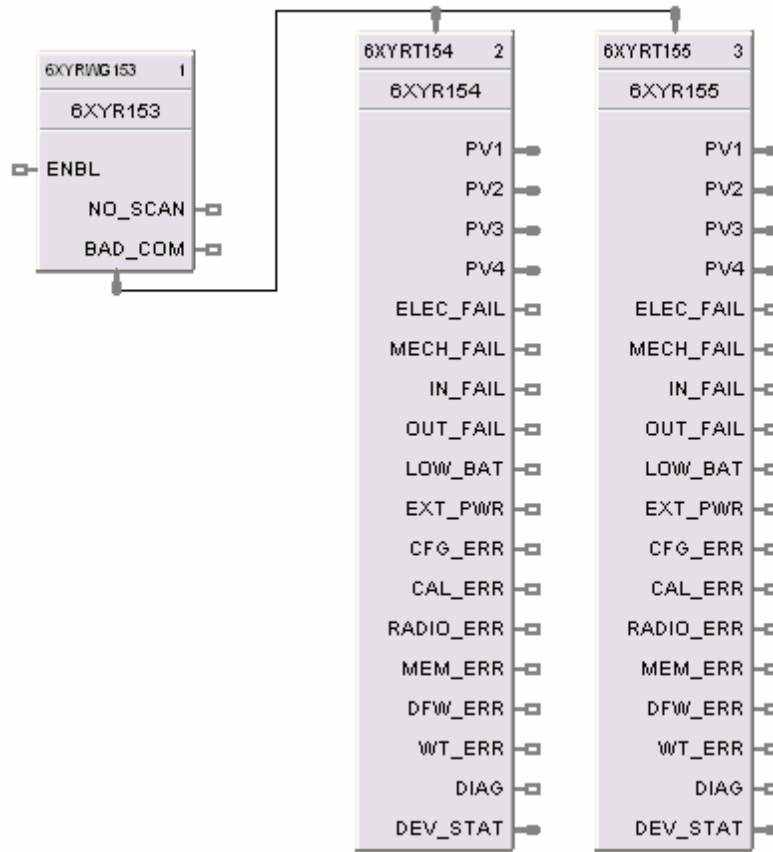 6XYRWG153 1
6XYR153
ENBL
NO_SCAN
BAD_COM
6XYRT154 2
6XYR154
PV1
PV2
PV3
PV4
ELEC_FAIL
MECH_FAIL
IN_FAIL
OUT_FAIL
LOW_BAT
EXT_PWR
CFG_ERR
CAL_ERR
RADIO_ERR
MEM_ERR
DFW_ERR
WT_ERR
DIAG
DEV_STAT
6XYRT155 3
6XYR155
PV1
PV2
PV3
PV4
ELEC_FAIL
MECH_FAIL
IN_FAIL
OUT_FAIL
LOW_BAT
EXT_PWR
CFG_ERR
CAL_ERR
RADIO_ERR
MEM_ERR
DFW_ERR
WT_ERR
DIAG
DEV_STAT